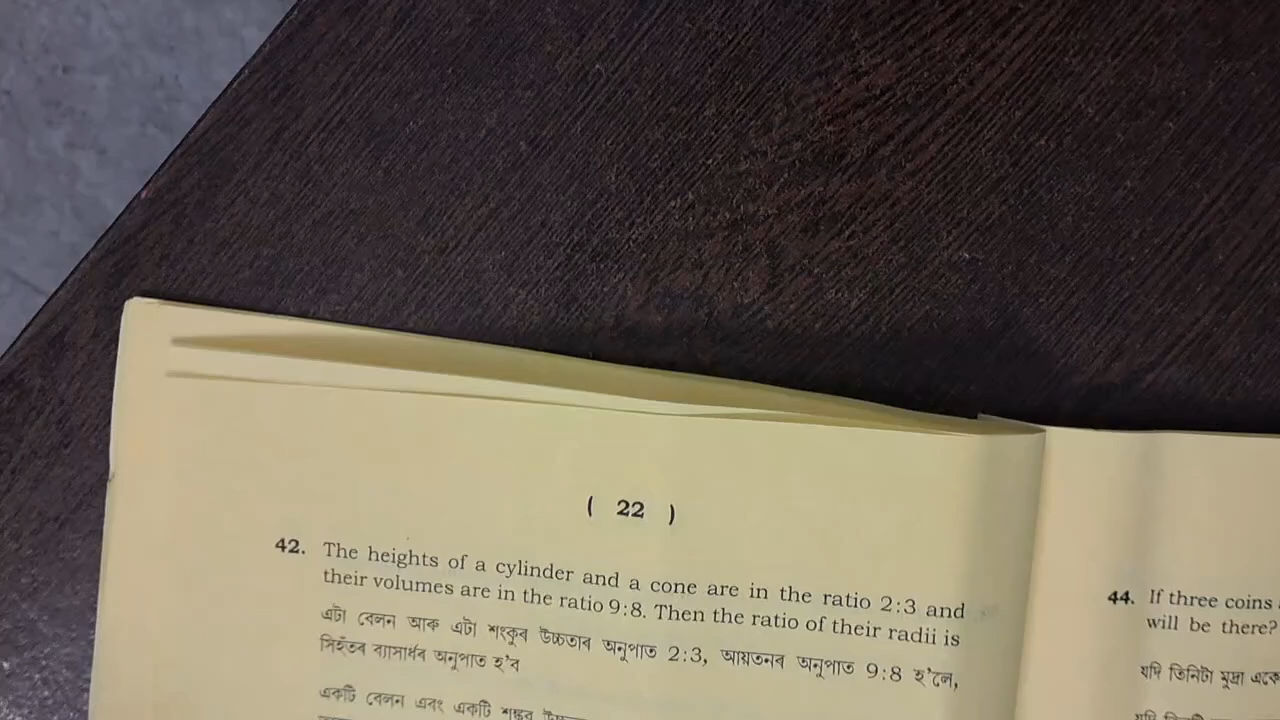 ( 22 )
42. The heights of a cylinder and a cone are in the ratio 2:3 and
their volumes are in the ratio 9:8. Then the ratio of their radii is
এটা বেলন আৰু এটা শংকুৰ উচ্চতাৰ অনুপাত 2:3, আয়তনৰ অনুপাত 9:8 হ’লে,
সিহঁতৰ ব্যাসাৰ্ধৰ অনুপাত হ’ব
একটি বেলন এবং একটি শঙ্কুর
44. If three coins
will be there?
যদি তিনিটা মুদ্ৰা একে